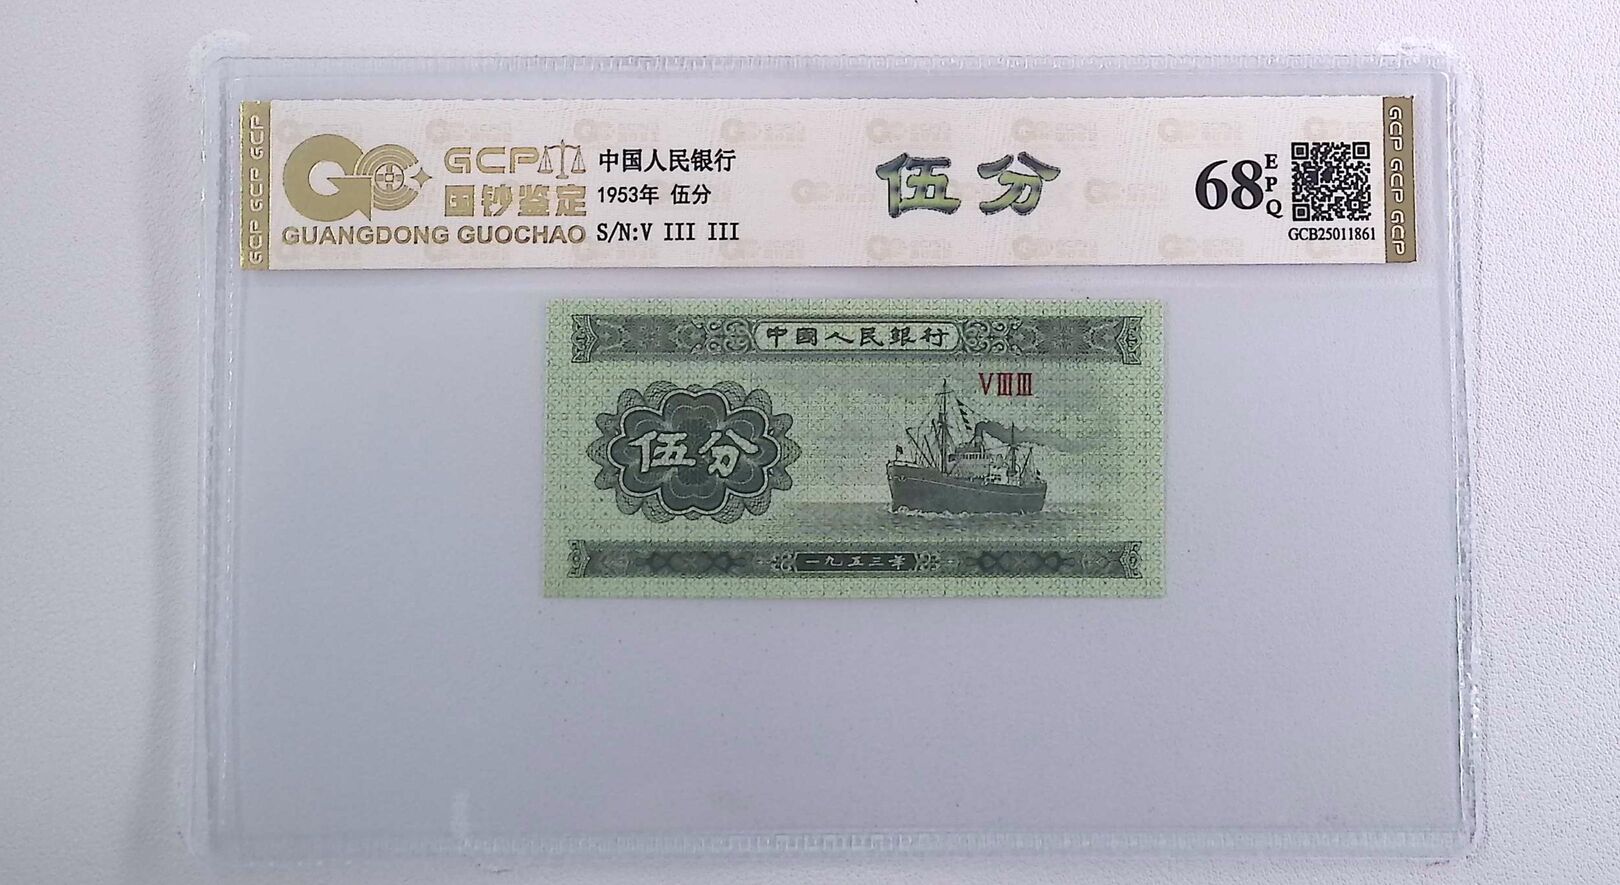 GCP
国钞鉴定
GUANGDONG GUOCHAO
中国人民银行
1953年 伍分
S/N:V III III
伍分
68
EPQ
GCB25011861
GCP GCP GCP
GCP GCP GCP
中國人民銀行
VⅢⅢ
伍分
一九五三年